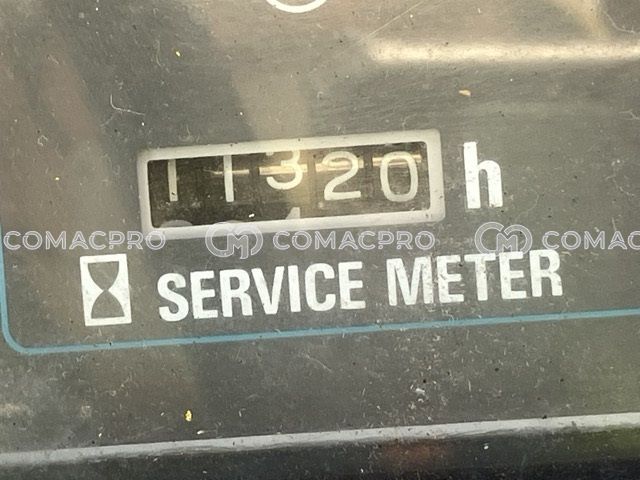 11320 h
COMACPRO COMACPRO COMACPRO
SERVICE METER